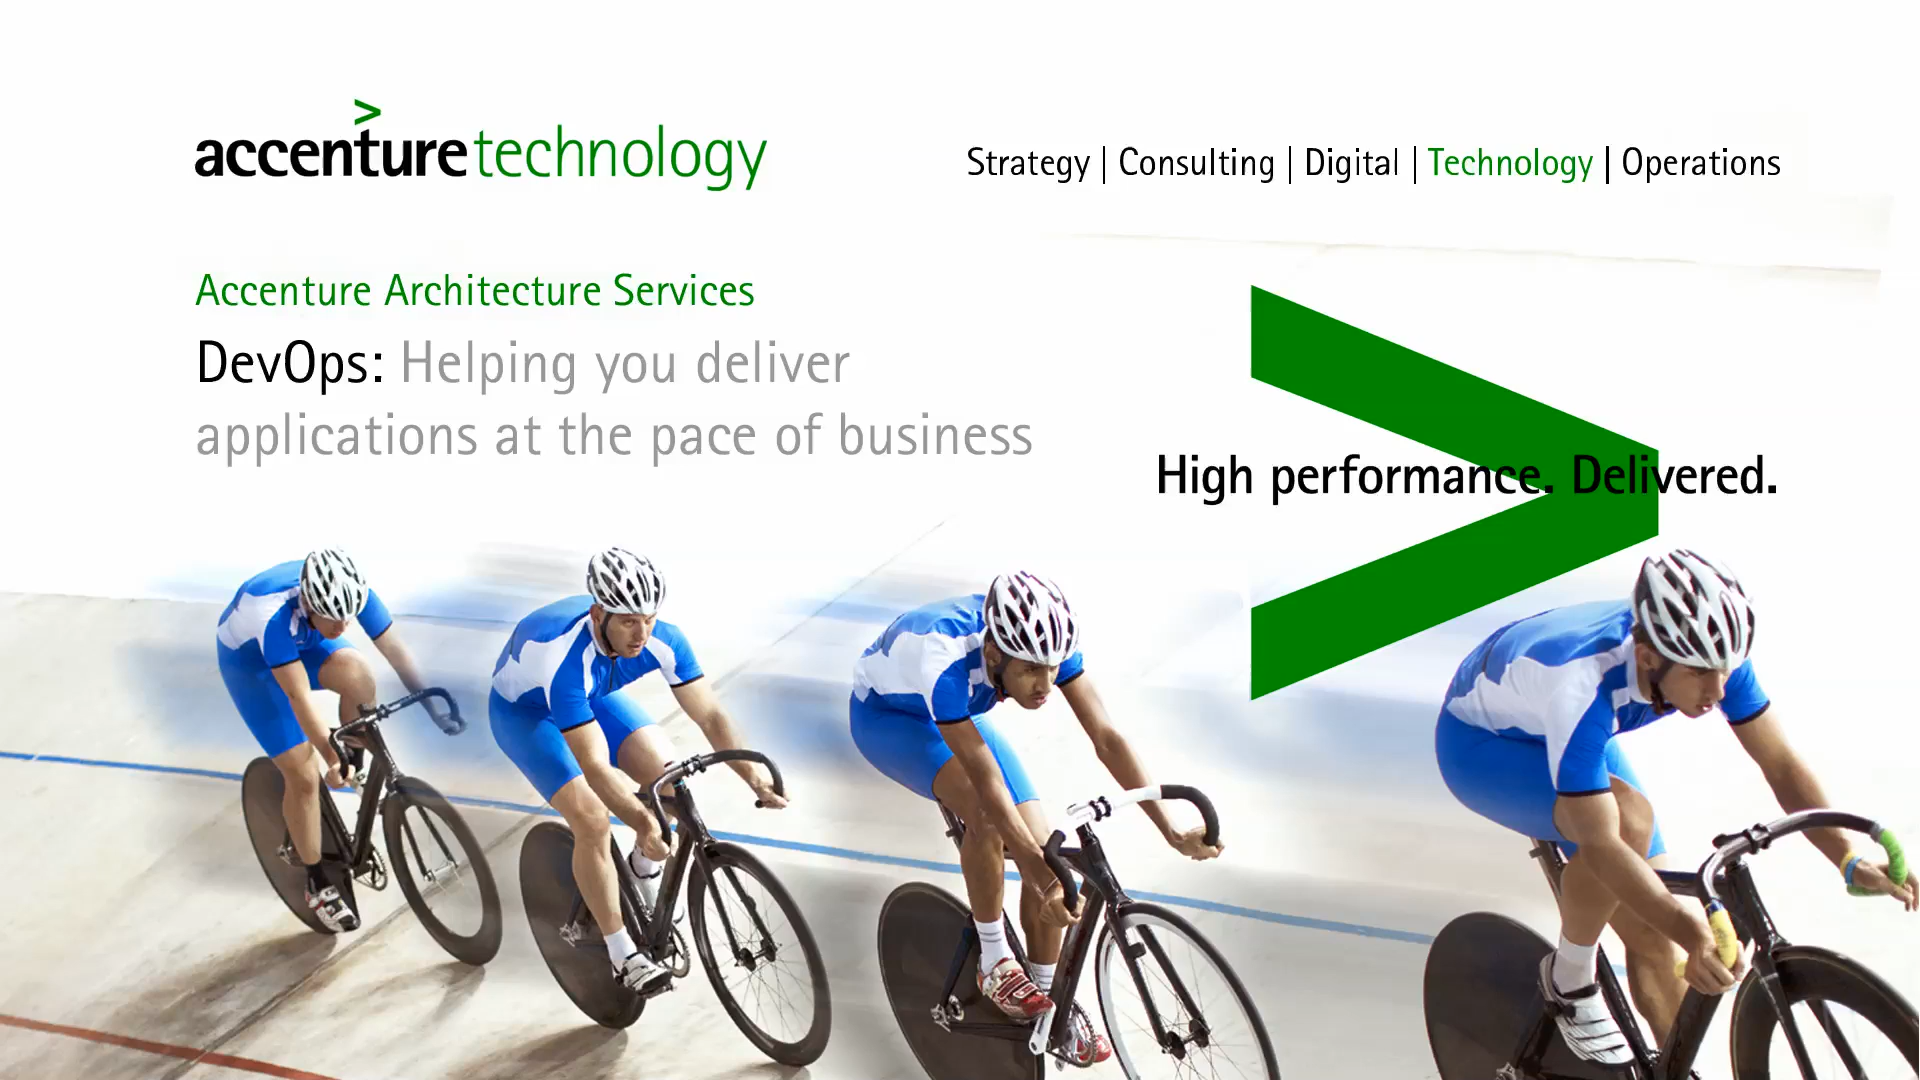 accenturetechnology
Strategy | Consulting | Digital | Technology | Operations
Accenture Architecture Services
DevOps: Helping you deliver
applications at the pace of business
High performance. Delivered.